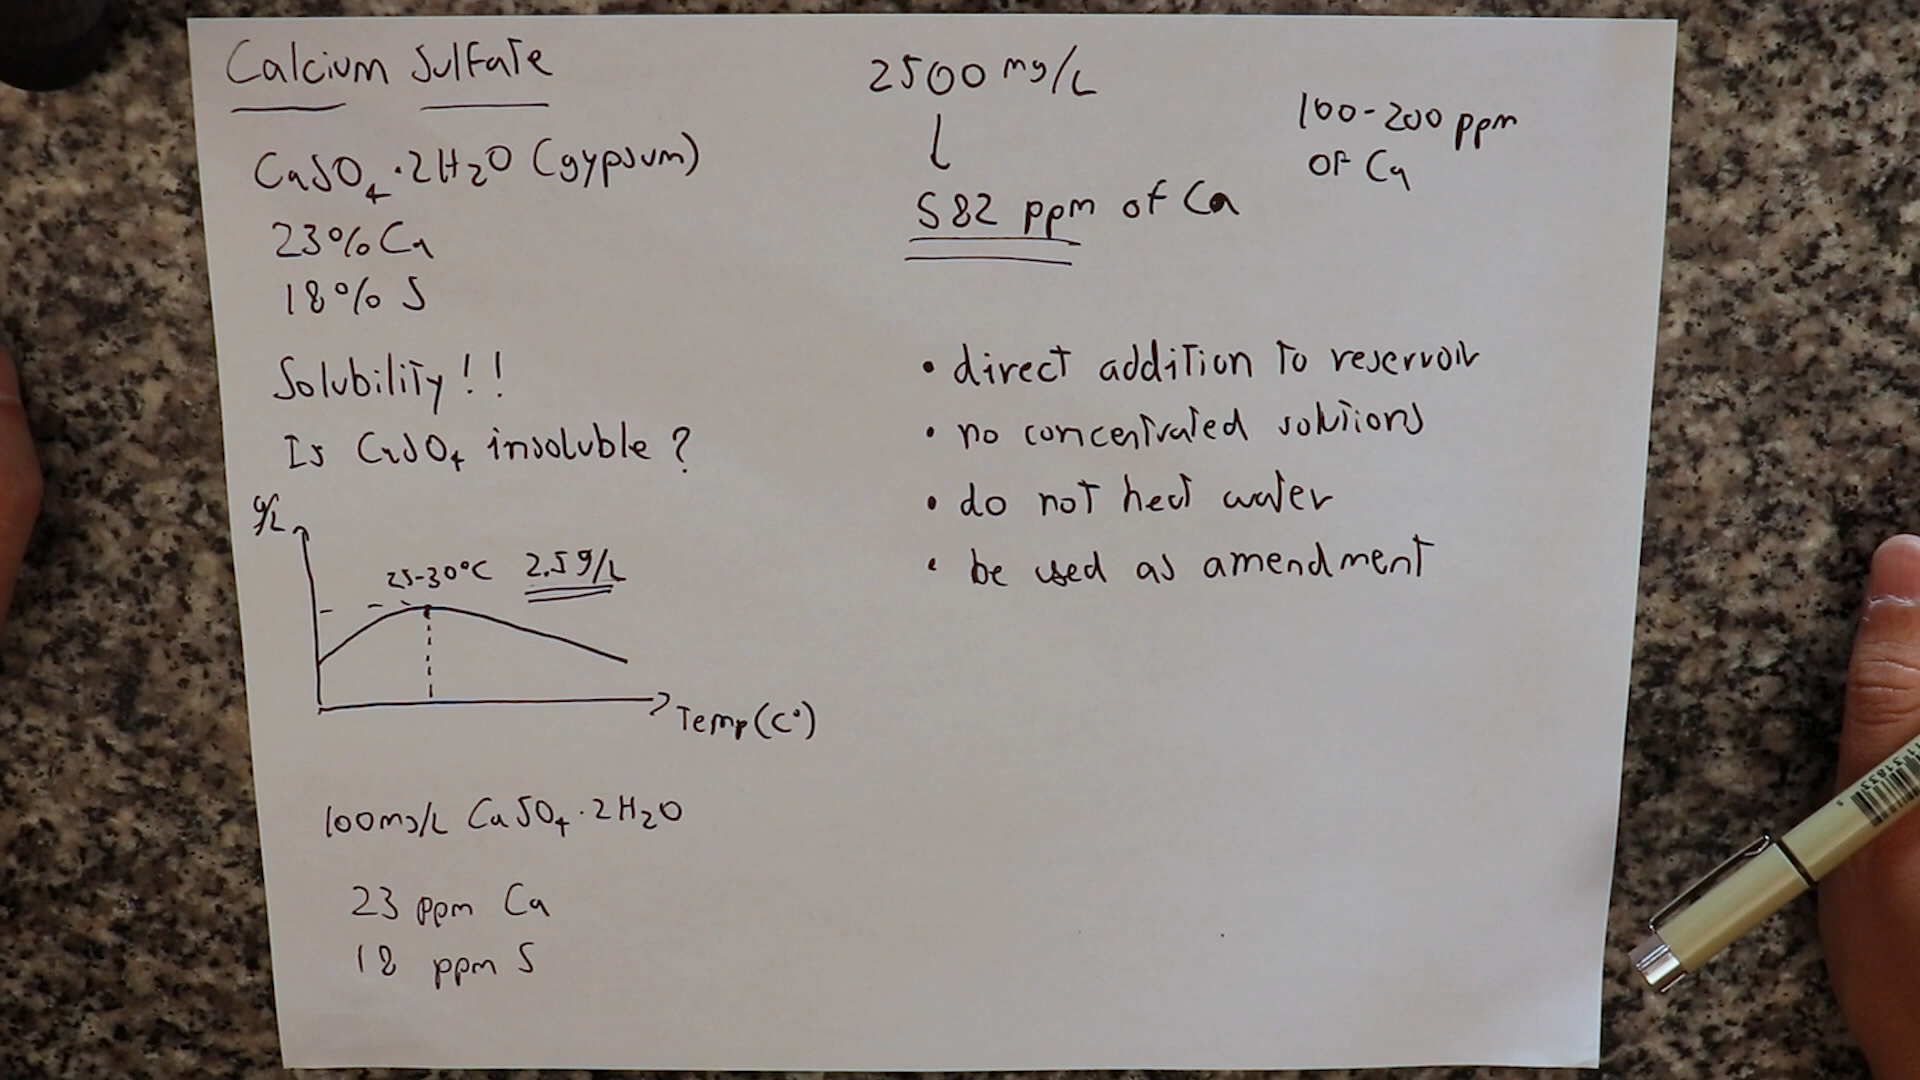 Calcium Sulfate
CaSO4·2H2O (gypsum)
23% Ca
18% S
Solubility!!
Is CaSO4 insoluble?
g/L
25-30°C 2.5g/L
Temp(C°)
100mg/L CaSO4·2H2O
23 ppm Ca
18 ppm S
2500 mg/L
582 ppm of Ca
100-200 ppm
of Ca
• direct addition to reservoir
• no concentrated solutions
• do not heat water
• be used as amendment